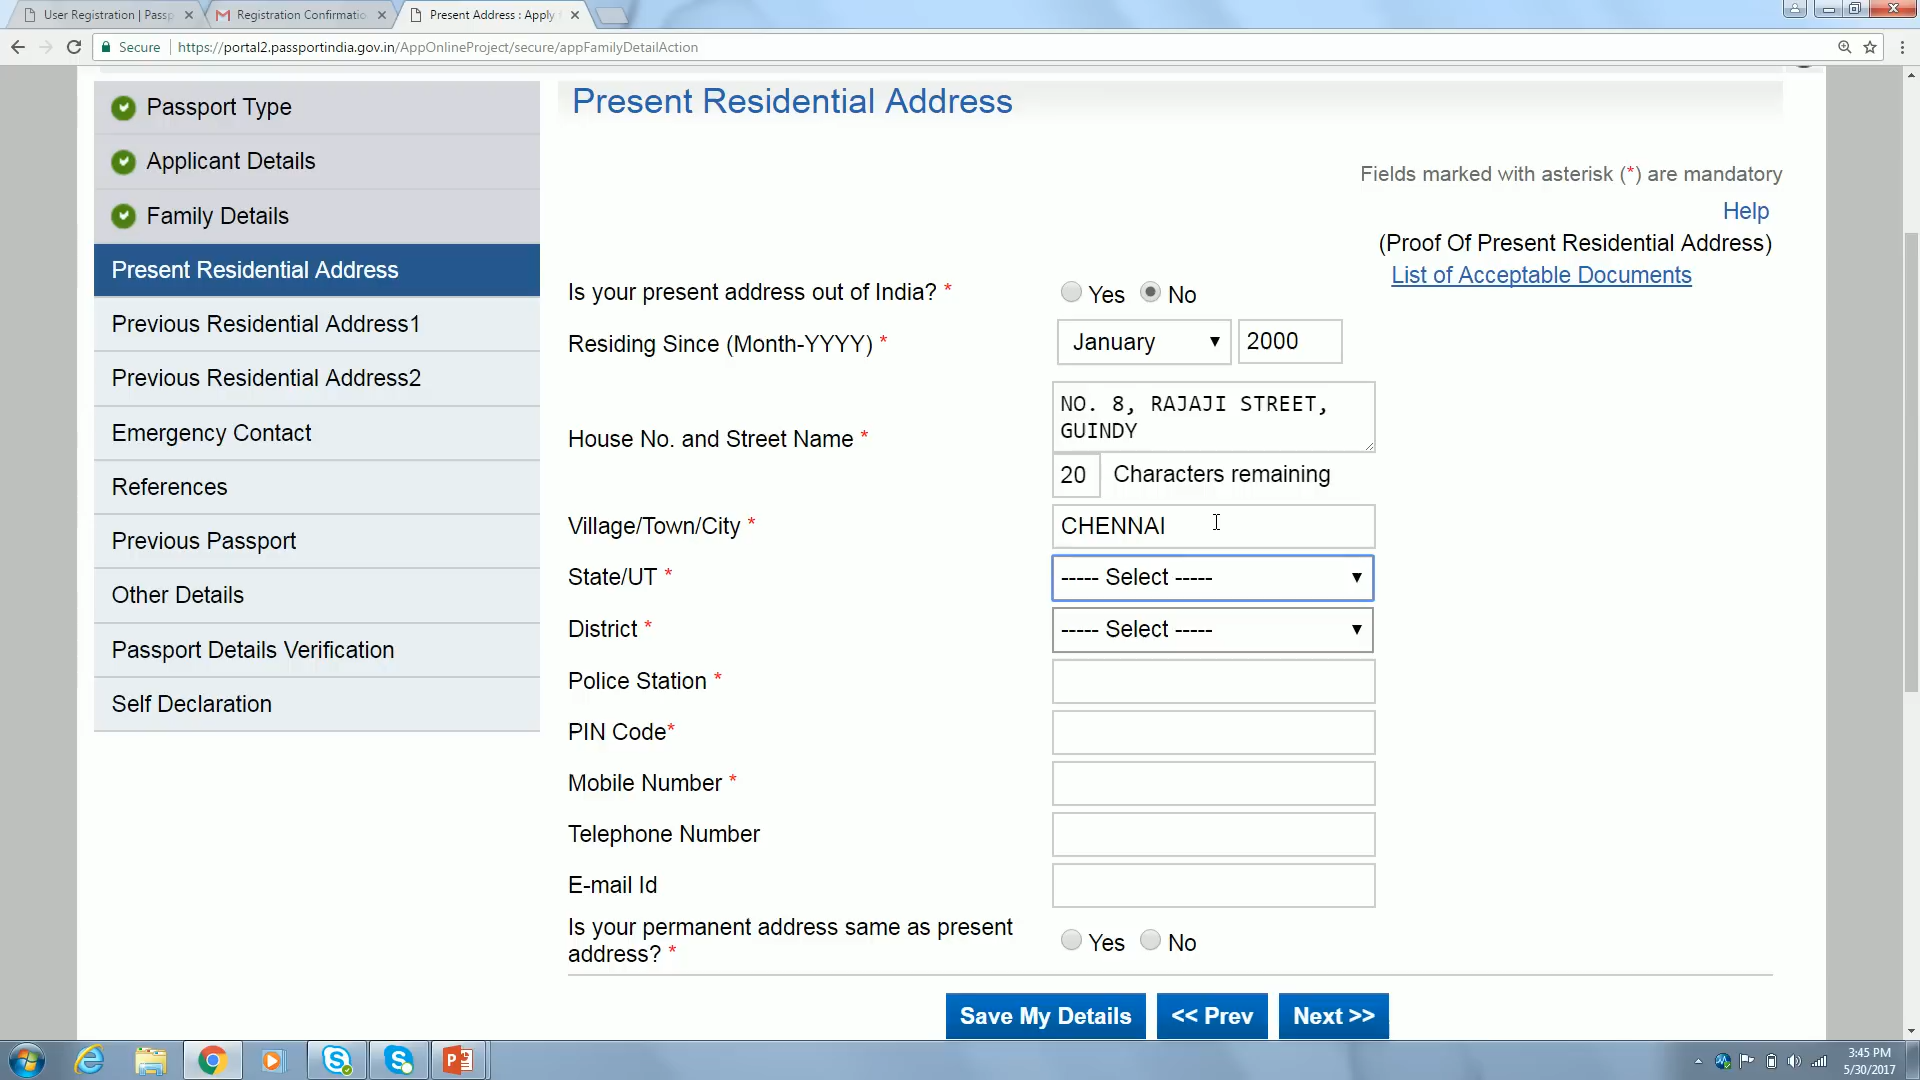 User Registration | Passp
Registration Confirmatio
Present Address : Apply
Secure
https://portal2.passportindia.gov.in/AppOnlineProject/secure/appFamilyDetailAction
Passport Type
Applicant Details
Family Details
Present Residential Address
Previous Residential Address1
Previous Residential Address2
Emergency Contact
References
Previous Passport
Other Details
Passport Details Verification
Self Declaration
Present Residential Address
Fields marked with asterisk (*) are mandatory
Help
(Proof Of Present Residential Address)
List of Acceptable Documents
Is your present address out of India? * Yes No
Residing Since (Month-YYYY) * January 2000
House No. and Street Name *
NO. 8, RAJAJI STREET,
GUINDY
20 Characters remaining
Village/Town/City * CHENNAI
State/UT * ----- Select -----
District * ----- Select -----
Police Station *
PIN Code*
Mobile Number *
Telephone Number
E-mail Id
Is your permanent address same as present
address? * Yes No
Save My Details << Prev Next >>
3:45 PM
5/30/2017